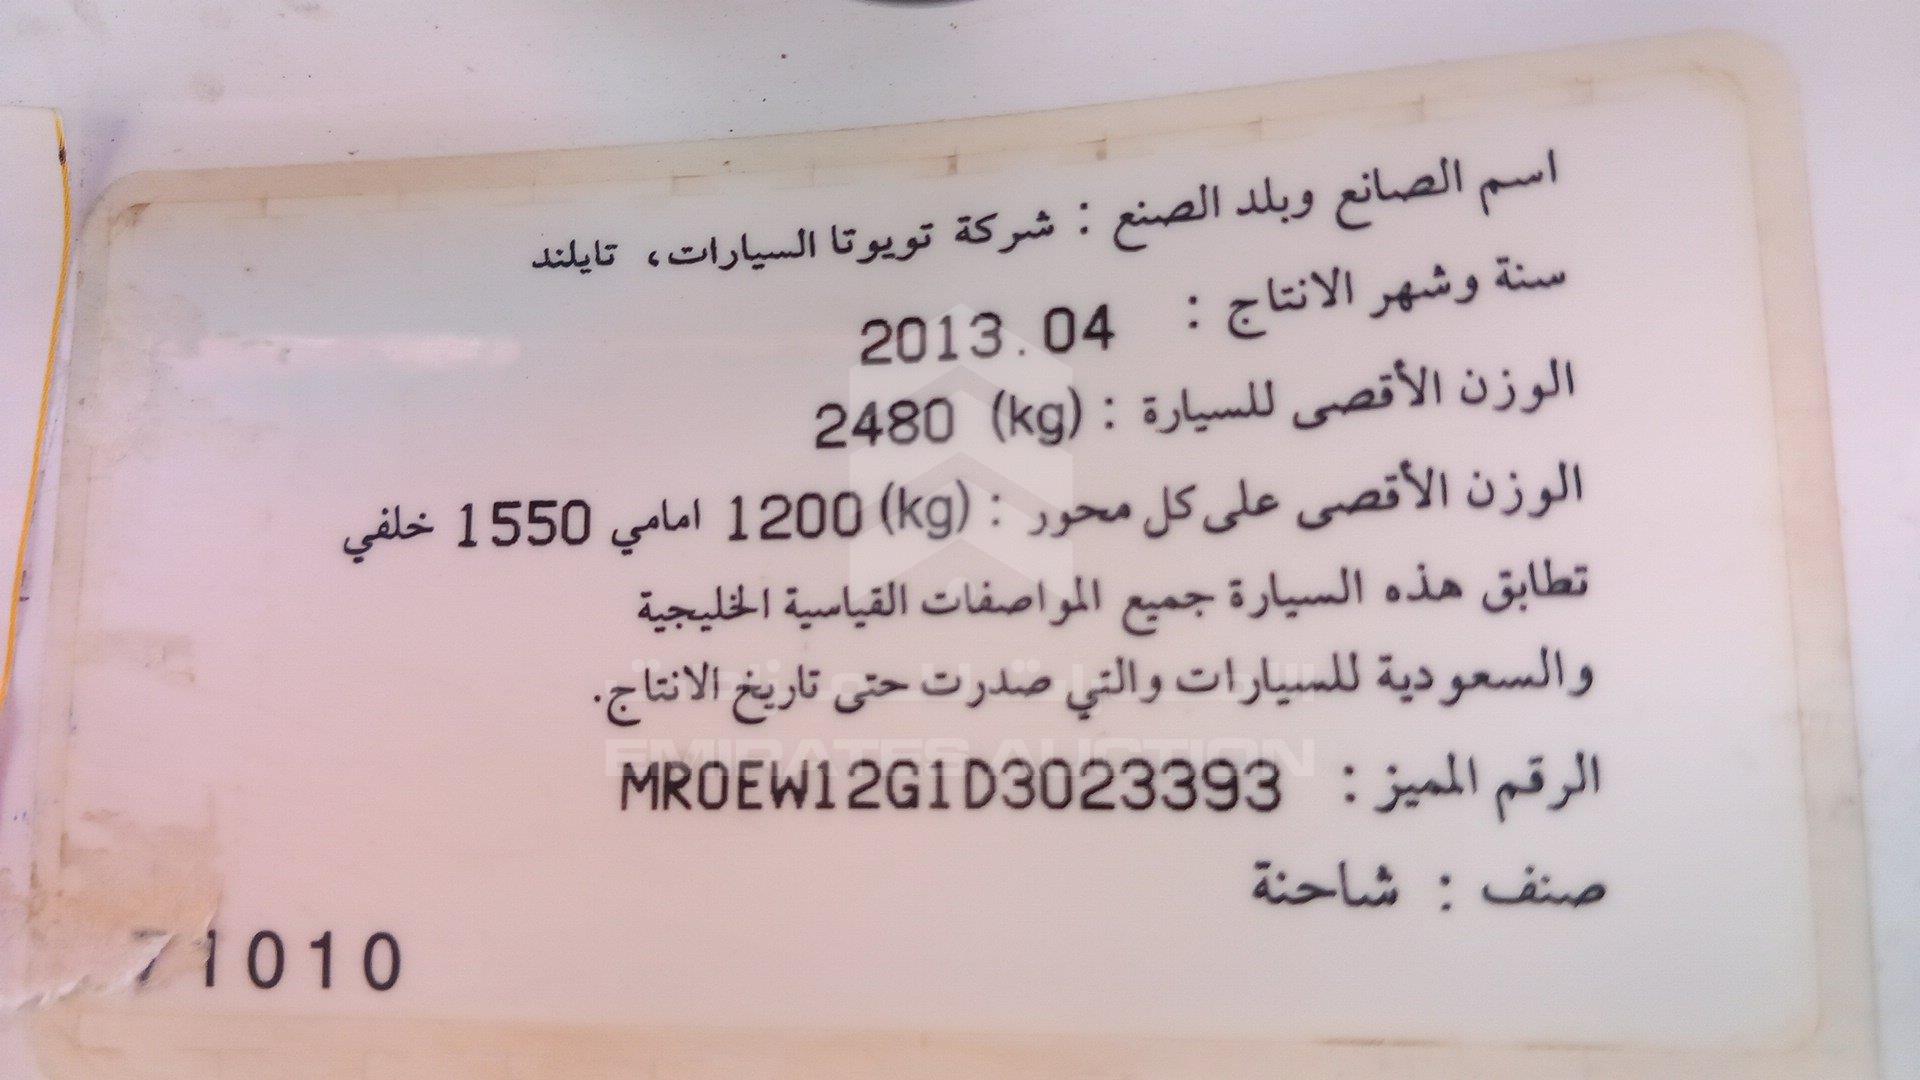 اسم الصانع وبلد الصنع : شركة تويوتا السيارات، تايلند
سنة وشهر الانتاج : 2013.04
الوزن الأقصى للسيارة : (kg) 2480
الوزن الأقصى على كل محور : (kg) 1200 امامي 1550 خلفي
تطابق هذه السيارة جميع المواصفات القياسية الخليجية
والسعودية للسيارات والتي صدرت حتى تاريخ الانتاج.
EMIRATES AUCTION
الرقم المميز : MR0EW12G1D3023393
صنف : شاحنة
71010